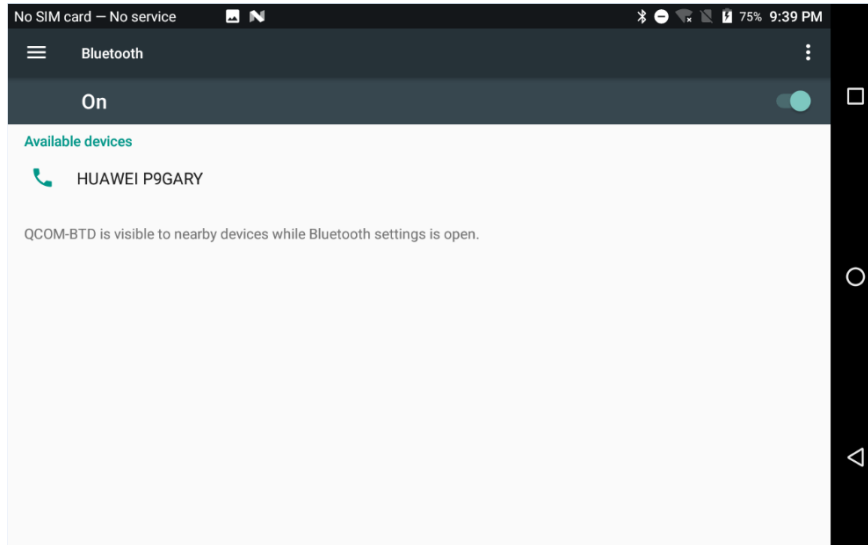 No SIM card — No service
75% 9:39 PM
Bluetooth
On
Available devices
HUAWEI P9GARY
QCOM-BTD is visible to nearby devices while Bluetooth settings is open.